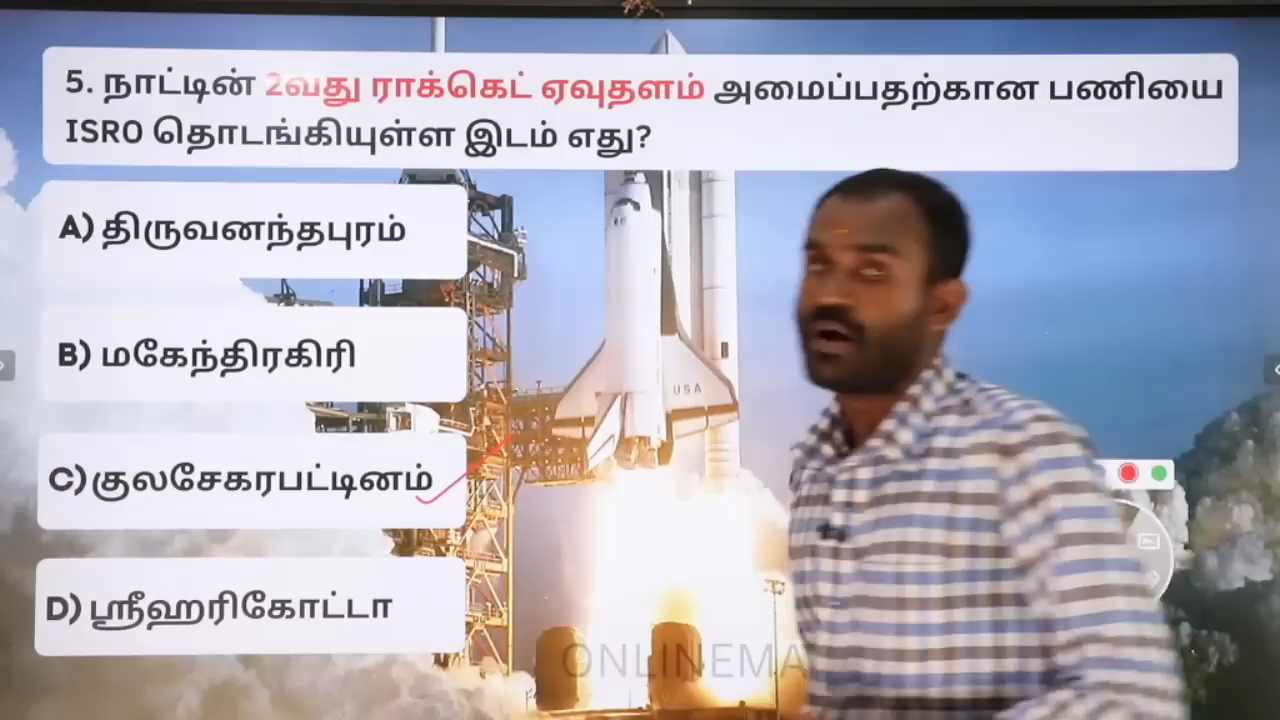 5. நாட்டின் 2வது ராக்கெட் ஏவுதளம் அமைப்பதற்கான பணியை
ISRO தொடங்கியுள்ள இடம் எது?
A) திருவனந்தபுரம்
B) மகேந்திரகிரி
C) குலசேகரபட்டினம்
D) ஸ்ரீஹரிகோட்டா
USA
ONLINEMA